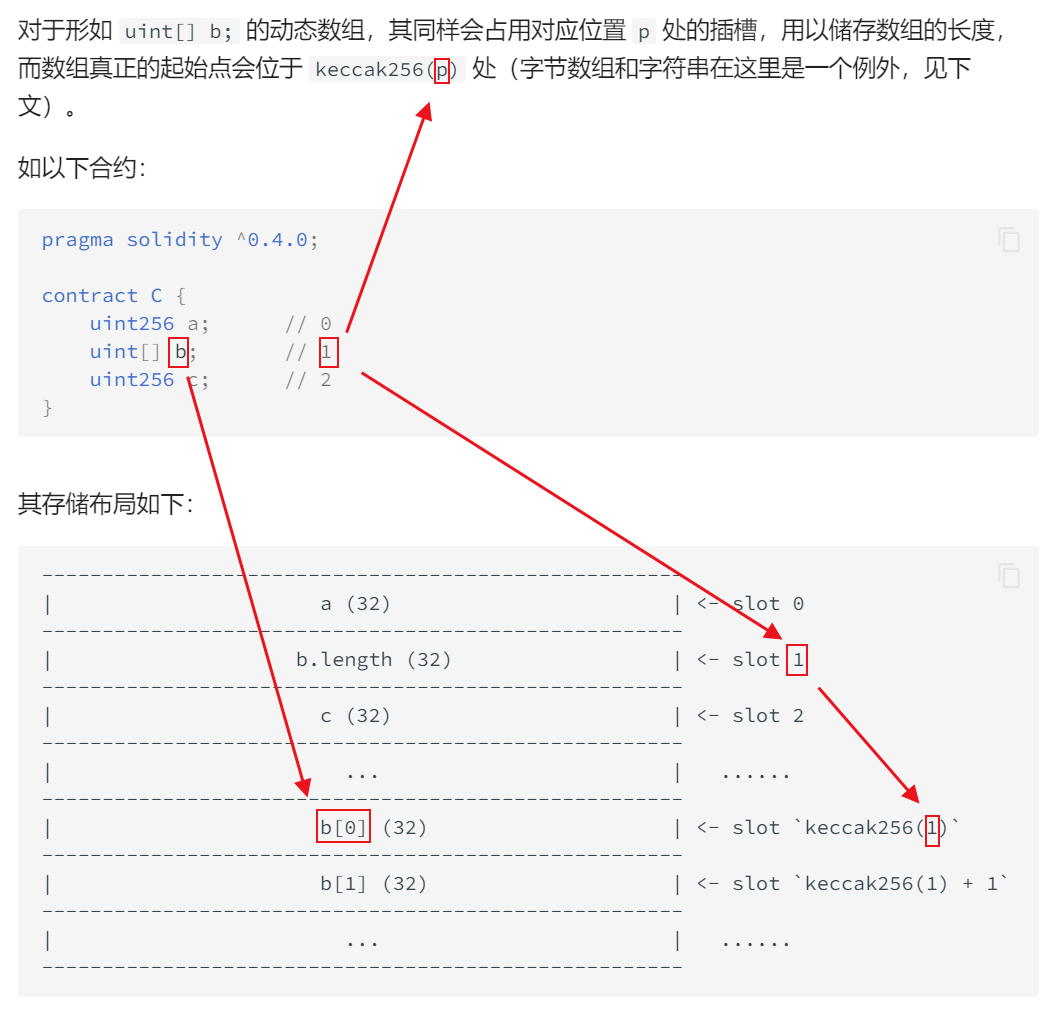 对于形如 uint[] b; 的动态数组，其同样会占用对应位置 p 处的插槽，用以储存数组的长度，
而数组真正的起始点会位于 keccak256(p) 处（字节数组和字符串在这里是一个例外，见下
文）。
如以下合约：
pragma solidity ^0.4.0;
contract C {
    uint256 a;      // 0
    uint[] b;       // 1
    uint256 c;      // 2
}
其存储布局如下：
-----------------------------------------------------
|                      a (32)                       | <- slot 0
-----------------------------------------------------
|                    b.length (32)                  | <- slot 1
-----------------------------------------------------
|                      c (32)                       | <- slot 2
-----------------------------------------------------
|                        ...                        |   ......
-----------------------------------------------------
|                      b[0] (32)                    | <- slot `keccak256(1)`
-----------------------------------------------------
|                      b[1] (32)                    | <- slot `keccak256(1) + 1`
-----------------------------------------------------
|                        ...                        |   ......
-----------------------------------------------------